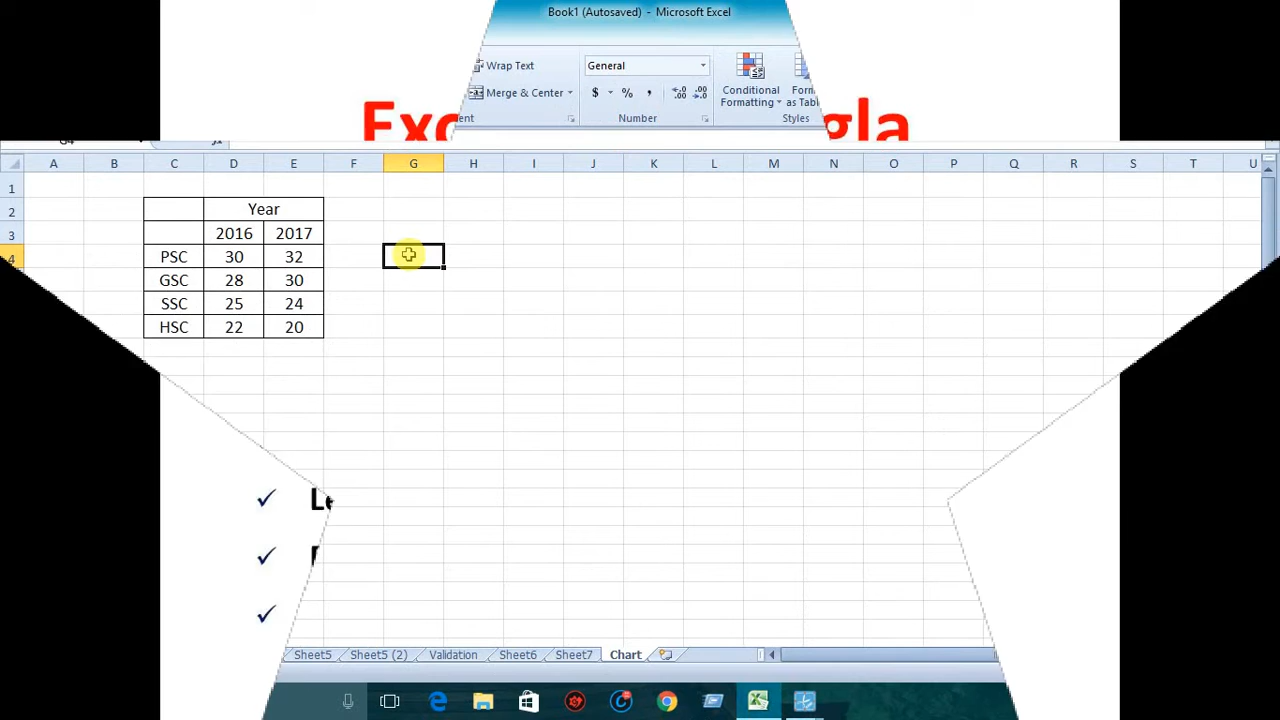 Book1 (Autosaved) - Microsoft Excel
Wrap Text
General
Merge & Center
$ % ,
Conditional
Formatting
as
Number
Styles
A B C D E F G H I J K L M N O P Q R S T U
1
2 Year
3 2016 2017
4 PSC 30 32
GSC 28 30
SSC 25 24
HSC 22 20
Sheet5 Sheet5 (2) Validation Sheet6 Sheet7 Chart